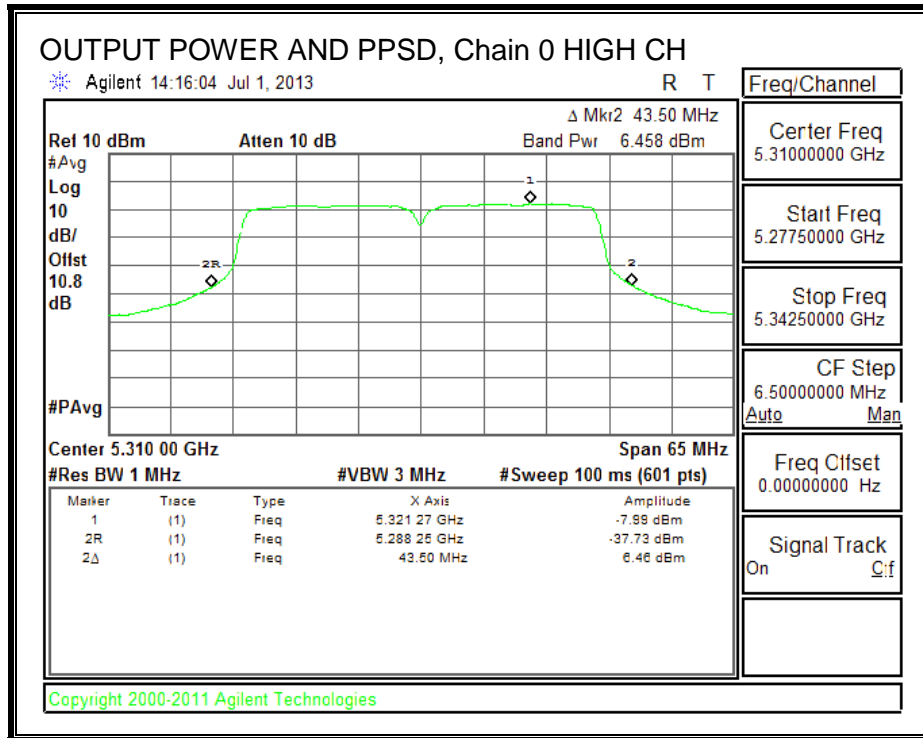 OUTPUT POWER AND PPSD, Chain 0 HIGH CH
Agilent 14:16:04 Jul 1, 2013 R T
Freq/Channel
Δ Mkr2 43.50 MHz
Ref 10 dBm Atten 10 dB Band Pwr 6.458 dBm
#Avg
Log
10
dB/
Offst
10.8
dB
#PAvg
1
2R
2
Center 5.310 00 GHz Span 65 MHz
#Res BW 1 MHz #VBW 3 MHz #Sweep 100 ms (601 pts)
Marker Trace Type X Axis Amplitude
1 (1) Freq 5.321 27 GHz -7.99 dBm
2R (1) Freq 5.288 25 GHz -37.73 dBm
2Δ (1) Freq 43.50 MHz 6.46 dBm
Center Freq
5.31000000 GHz
Start Freq
5.27750000 GHz
Stop Freq
5.34250000 GHz
CF Step
6.50000000 MHz
Auto Man
Freq Offset
0.00000000 Hz
Signal Track
On Off
Copyright 2000-2011 Agilent Technologies